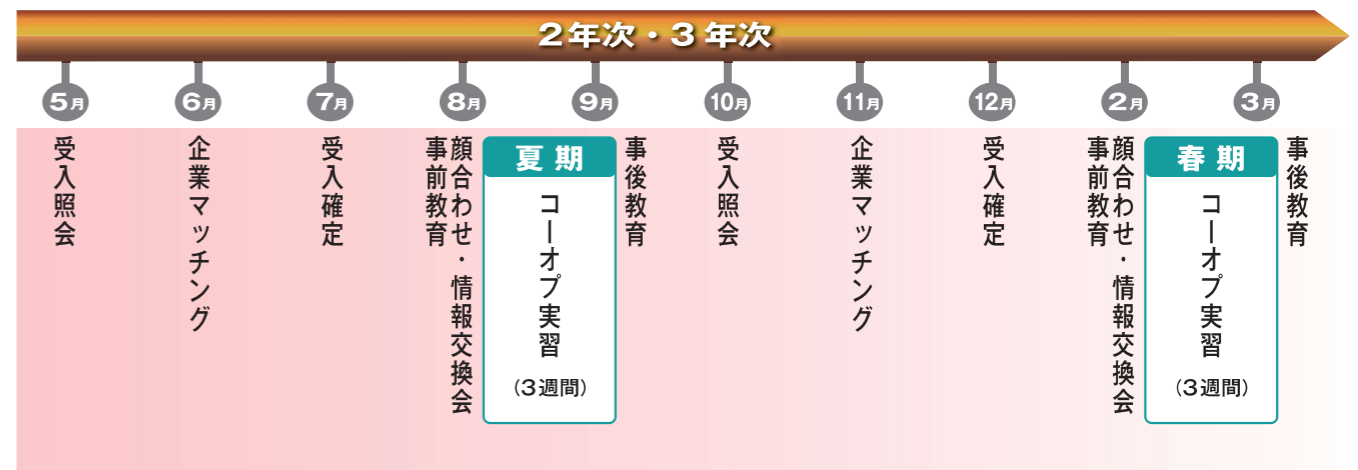 2年次・3年次
5月
6月
7月
8月
9月
10月
11月
12月
2月
3月
受入照会
企業マッチング
受入確定
顔合わせ・情報交換会
事前教育
夏期
コーオプ実習
(3週間)
事後教育
受入照会
企業マッチング
受入確定
顔合わせ・情報交換会
事前教育
春期
コーオプ実習
(3週間)
事後教育